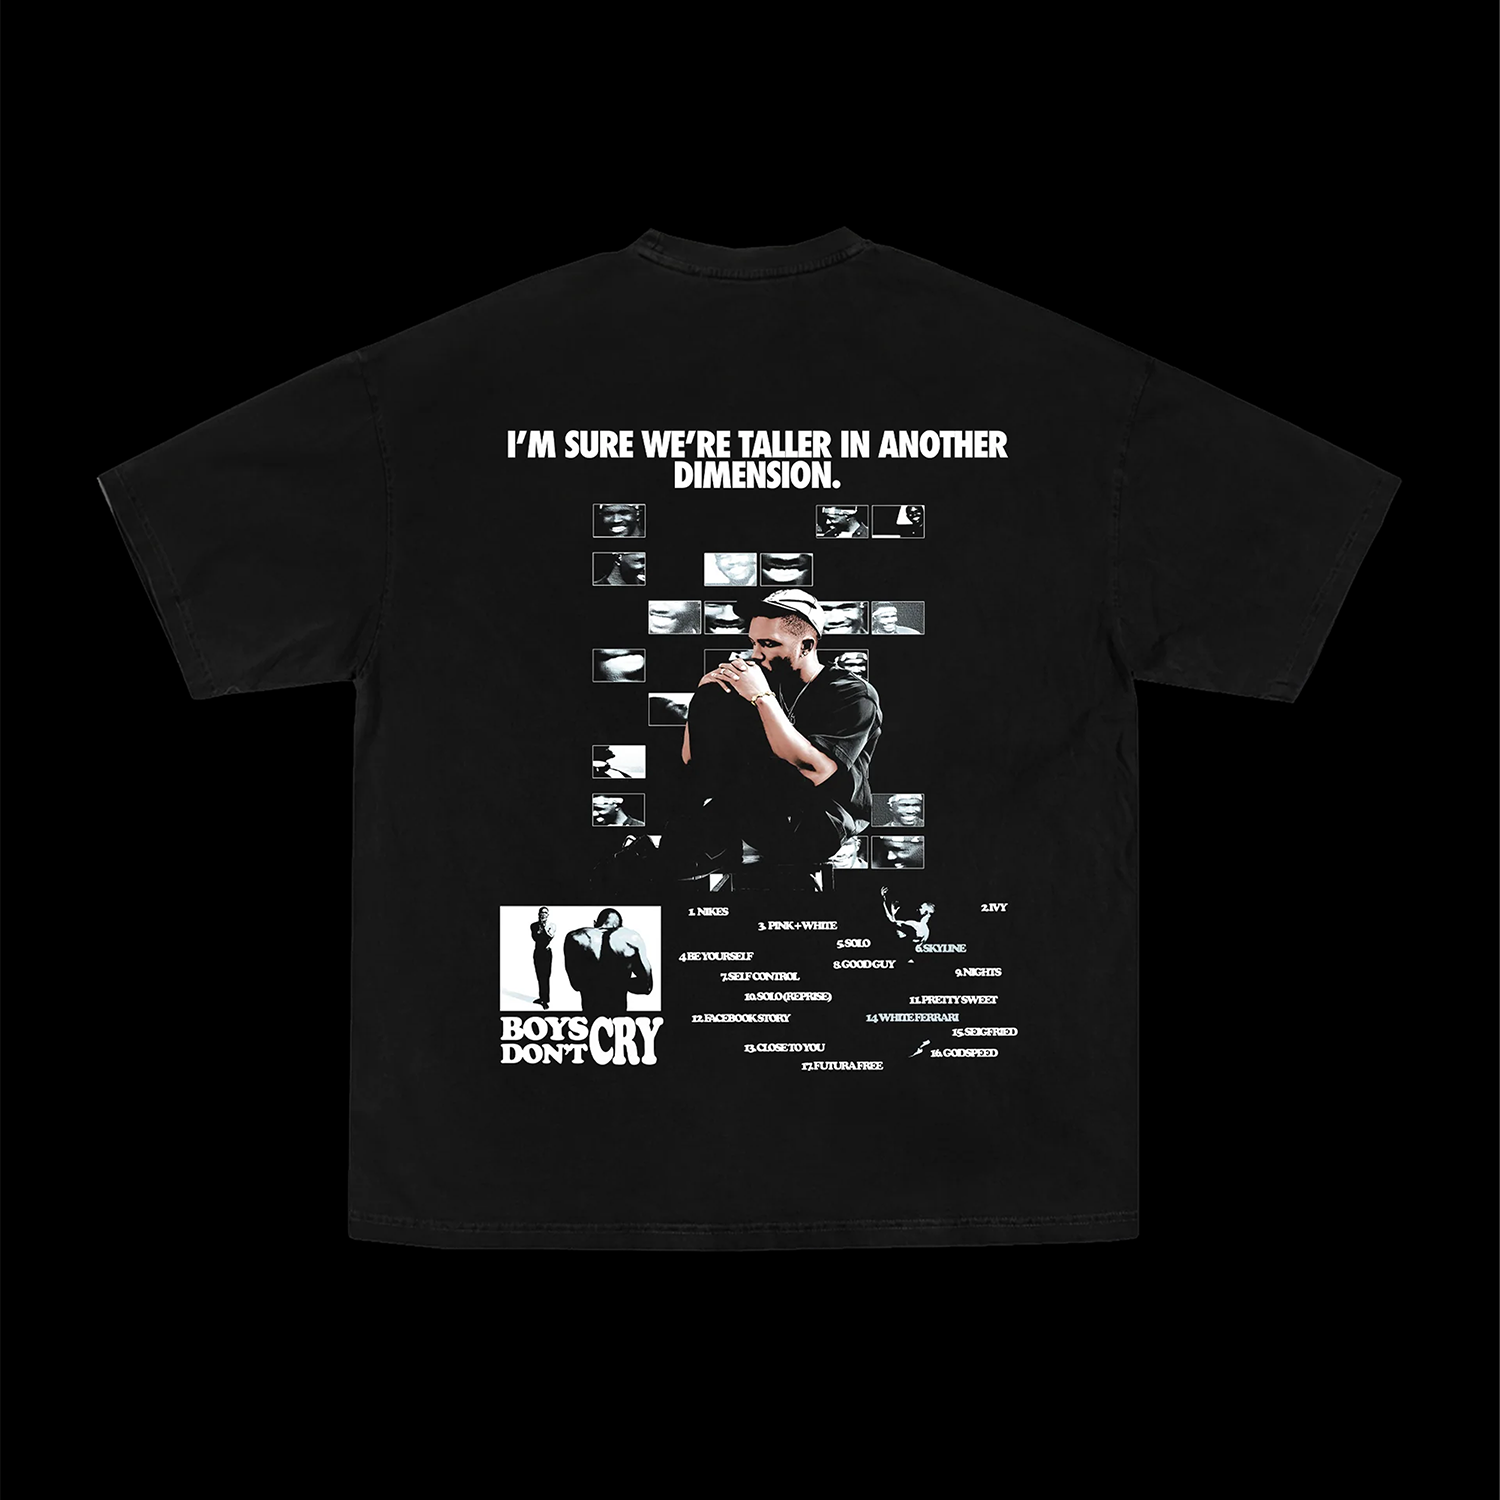 I'M SURE WE'RE TALLER IN ANOTHER
DIMENSION.
1. NIKES
2.IVY
3. PINK+WHITE
5.SOLO
6.SKYLINE
4.BE YOURSELF
8.GOOD GUY
9.NIGHTS
7.SELF CONTROL
10.SOLO (REPRISE)
11.PRETTY SWEET
12.FACEBOOK STORY
14 WHITE FERRARI
15.SEIGFRIED
13.CLOSE TO YOU
16.GODSPEED
17.FUTURA FREE
BOYS
DON'T
CRY